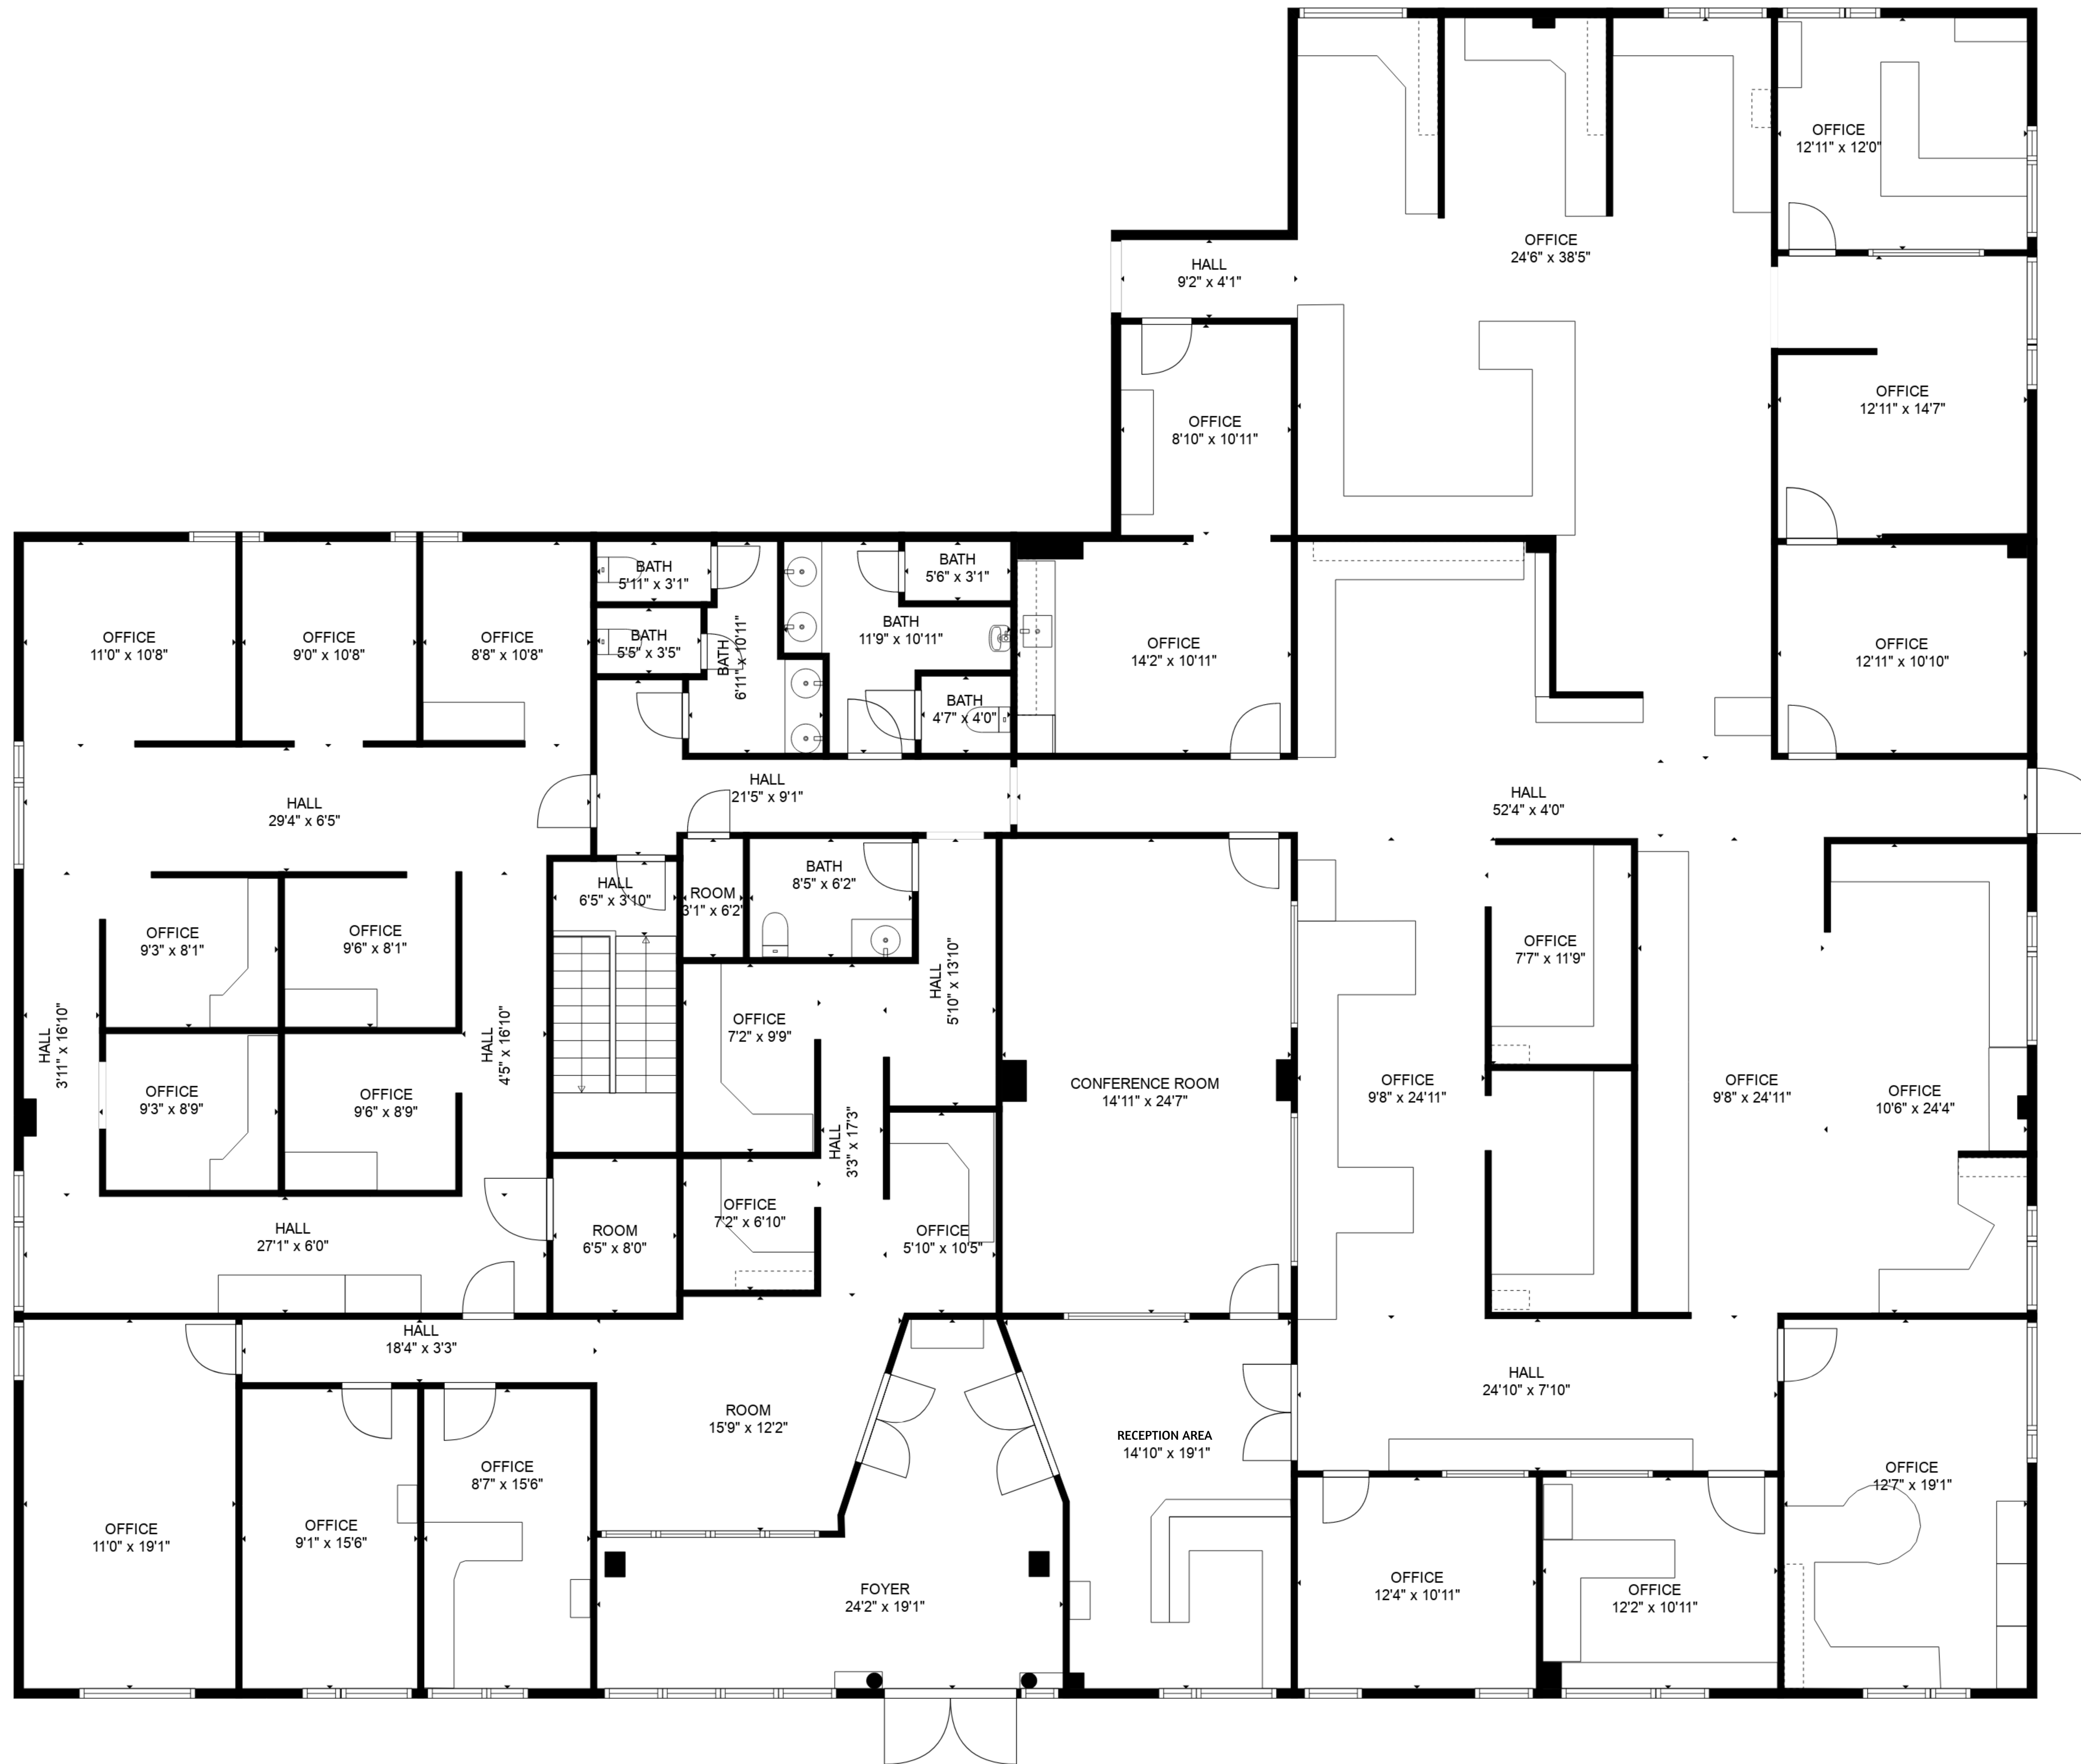 OFFICE
12'11" x 12'0"
OFFICE
24'6" x 38'5"
HALL
9'2" x 4'1"
OFFICE
12'11" x 14'7"
OFFICE
8'10" x 10'11"
BATH
5'11" x 3'1"
BATH
5'6" x 3'1"
OFFICE
11'0" x 10'8"
OFFICE
9'0" x 10'8"
OFFICE
8'8" x 10'8"
BATH
5'5" x 3'5"
BATH
6'11" x 10'11"
BATH
11'9" x 10'11"
OFFICE
14'2" x 10'11"
OFFICE
12'11" x 10'10"
BATH
4'7" x 4'0"
HALL
29'4" x 6'5"
HALL
21'5" x 9'1"
HALL
52'4" x 4'0"
HALL
6'5" x 3'10"
ROOM
3'1" x 6'2"
BATH
8'5" x 6'2"
OFFICE
9'3" x 8'1"
OFFICE
9'6" x 8'1"
HALL
5'10" x 13'10"
OFFICE
7'7" x 11'9"
HALL
3'11" x 16'10"
HALL
4'5" x 16'10"
OFFICE
7'2" x 9'9"
OFFICE
9'3" x 8'9"
OFFICE
9'6" x 8'9"
CONFERENCE ROOM
14'11" x 24'7"
OFFICE
9'8" x 24'11"
OFFICE
9'8" x 24'11"
OFFICE
10'6" x 24'4"
HALL
3'3" x 17'3"
HALL
27'1" x 6'0"
ROOM
6'5" x 8'0"
OFFICE
7'2" x 6'10"
OFFICE
5'10" x 10'5"
HALL
18'4" x 3'3"
HALL
24'10" x 7'10"
ROOM
15'9" x 12'2"
RECEPTION AREA
14'10" x 19'1"
OFFICE
8'7" x 15'6"
OFFICE
12'7" x 19'1"
OFFICE
11'0" x 19'1"
OFFICE
9'1" x 15'6"
FOYER
24'2" x 19'1"
OFFICE
12'4" x 10'11"
OFFICE
12'2" x 10'11"